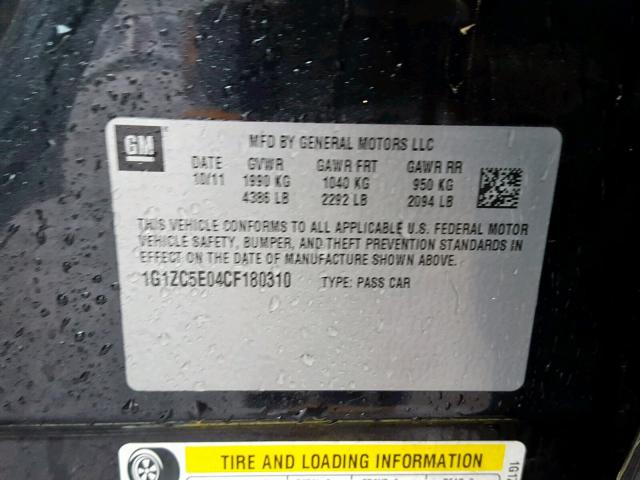 GM
MFD BY GENERAL MOTORS LLC
DATE GVWR GAWR FRT GAWR RR
10/11 1990 KG 1040 KG 950 KG
4386 LB 2292 LB 2094 LB
THIS VEHICLE CONFORMS TO ALL APPLICABLE U.S. FEDERAL MOTOR
VEHICLE SAFETY, BUMPER, AND THEFT PREVENTION STANDARDS IN
EFFECT ON THE DATE OF MANUFACTURE SHOWN ABOVE.
1G1ZC5E04CF180310 TYPE: PASS CAR
TIRE AND LOADING INFORMATION